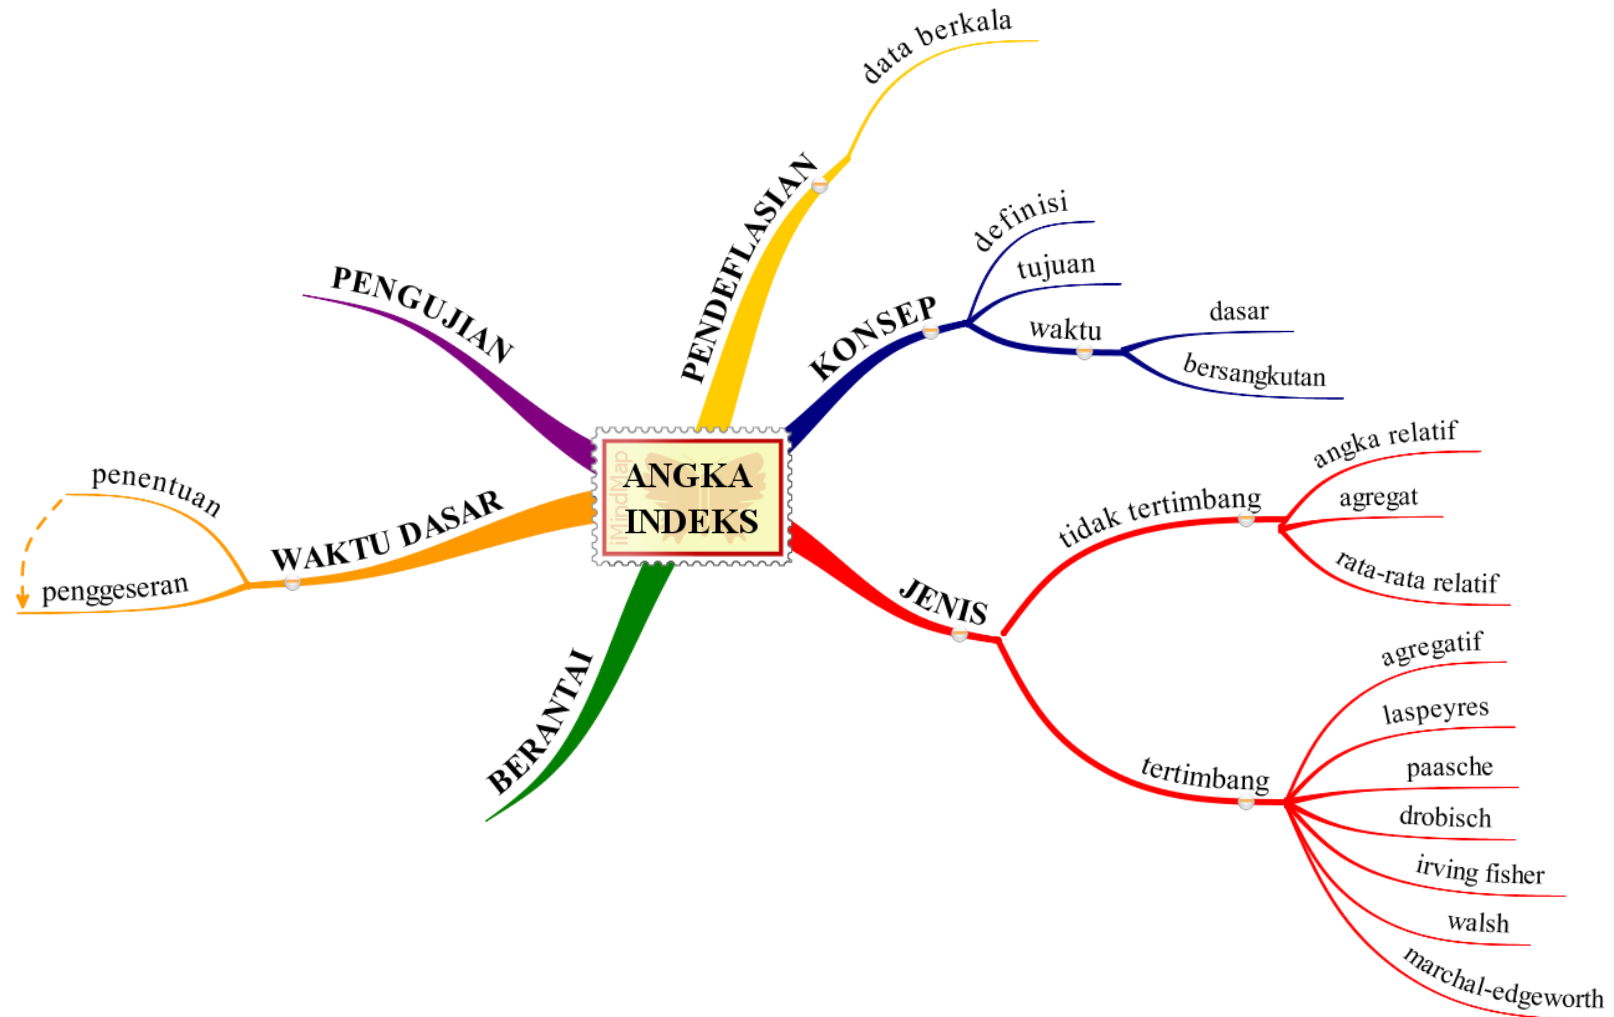 ANGKA
INDEKS
iMindMap
PENDEFLASIAN
data berkala
KONSEP
definisi
tujuan
waktu
dasar
bersangkutan
JENIS
tidak tertimbang
angka relatif
agregat
rata-rata relatif
tertimbang
agregatif
laspeyres
paasche
drobisch
irving fisher
walsh
marchal-edgeworth
BERANTAI
WAKTU DASAR
penentuan
penggeseran
PENGUJIAN